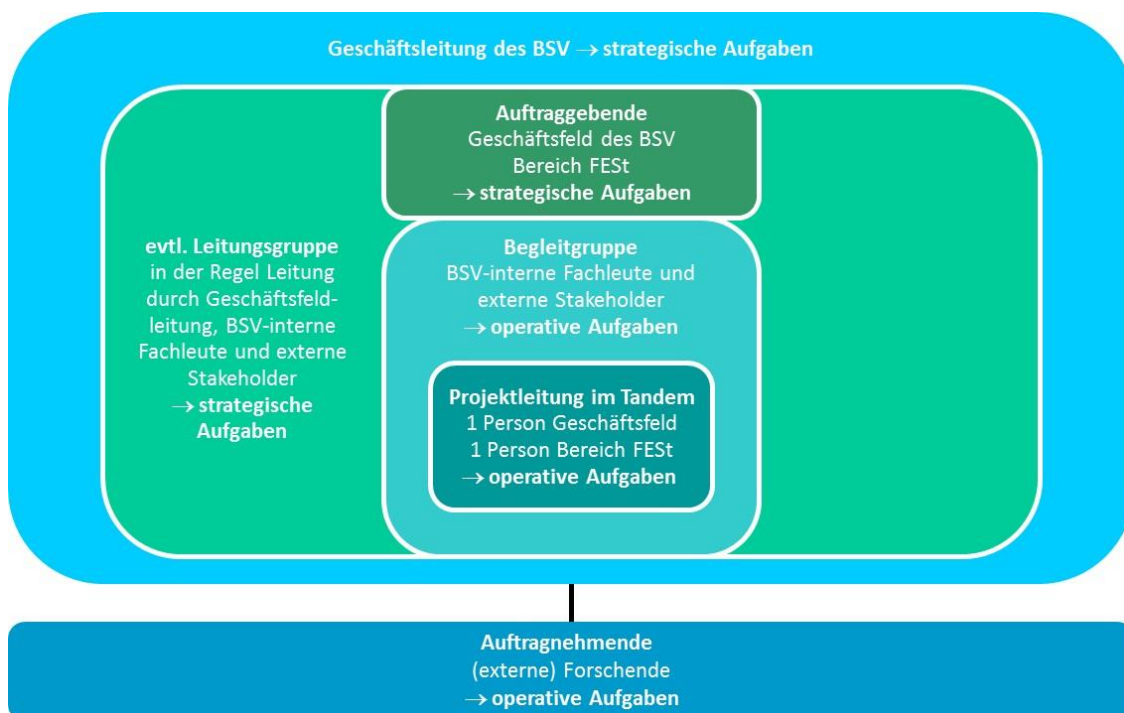 Geschäftsleitung des BSV → strategische Aufgaben
Auftraggebende
Geschäftsfeld des BSV
Bereich FESt
→ strategische Aufgaben
evtl. Leitungsgruppe
in der Regel Leitung
durch Geschäftsfeld-
leitung, BSV-interne
Fachleute und externe
Stakeholder
→ strategische
Aufgaben
Begleitgruppe
BSV-interne Fachleute und
externe Stakeholder
→ operative Aufgaben
Projektleitung im Tandem
1 Person Geschäftsfeld
1 Person Bereich FESt
→ operative Aufgaben
Auftragnehmende
(externe) Forschende
→ operative Aufgaben